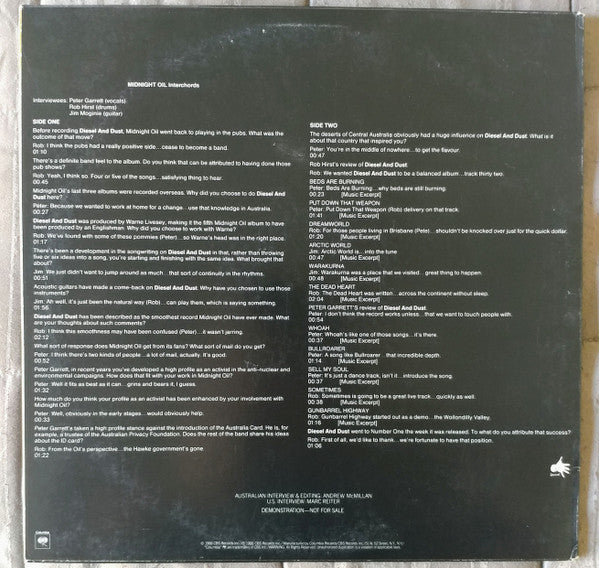 MIDNIGHT OIL Interchords
Interviewees: Peter Garrett (vocals)
Rob Hirst (drums)
Jim Moginie (guitar)
SIDE ONE
Before recording Diesel And Dust, Midnight Oil went back to playing in the pubs. What was the
outcome of that move?
Rob: I think the pubs had a really positive side...cease to become a band.
01:10
There's a definite band feel to the album. Do you think that can be attributed to having done those
pub shows?
Rob: Yeah, I think so. Four or five of the songs...satisfying thing to hear.
00:45
Midnight Oil's last three albums were recorded overseas. Why did you choose to do Diesel And
Dust here?
Peter: Because we wanted to work at home for a change...use that knowledge in Australia.
00:27
Diesel And Dust was produced by Warne Livesey, making it the fifth Midnight Oil album to have
been produced by an Englishman. Why did you choose to work with Warne?
Rob: We've found with some of these pommies (Peter)...so Warne's head was in the right place.
01:17
There's been a development in the songwriting on Diesel And Dust in that, rather than throwing
five or six ideas into a song, you're starting and finishing with the same idea. What brought that
about?
Jim: We just didn't want to jump around as much...that sort of continuity in the rhythms.
00:51
Acoustic guitars have made a come-back on Diesel And Dust. Why have you chosen to use those
instruments?
Jim: Ah well, it's just been the natural way (Rob)...can play them, which is saying something.
01:56
Diesel And Dust has been described as the smoothest record Midnight Oil have ever made. What
are your thoughts about such comments?
Rob: I think this smoothness may have been confused (Peter)...it wasn't jarring.
02:12
What sort of response does Midnight Oil get from its fans? What sort of mail do you get?
Peter: I think there's two kinds of people...a lot of mail, actually. It's good.
00:52
Peter Garrett, in recent years you've developed a high profile as an activist in the anti-nuclear and
environmental campaigns. How does that fit with your work in Midnight Oil?
Peter: Well it fits as best as it can...grins and bears it, I guess.
01:32
How much do you think your profile as an activist has been enhanced by your involvement with
Midnight Oil?
Peter: Well, obviously in the early stages...would obviously help.
00:33
Peter Garrett's taken a high profile stance against the introduction of the Australia Card. He is, for
example, a trustee of the Australian Privacy Foundation. Does the rest of the band share his ideas
about the ID card?
Rob: From the Oil's perspective...the Hawke government's gone.
01:22
SIDE TWO
The deserts of Central Australia obviously had a huge influence on Diesel And Dust. What is it
about that country that inspired you?
Peter: You're in the middle of nowhere...to get the flavour.
00:47
Rob Hirst's review of Diesel And Dust.
Rob: We wanted Diesel And Dust to be a balanced album...track thirty two.
BEDS ARE BURNING
Peter: Beds Are Burning...why beds are still burning.
00:23 [Music Excerpt]
PUT DOWN THAT WEAPON
Peter: Put Down That Weapon (Rob) delivery on that track.
01:41 [Music Excerpt]
DREAMWORLD
Rob: For those people living in Brisbane (Pete)...shouldn't be knocked over just for the quick dollar.
01:20 [Music Excerpt]
ARCTIC WORLD
Jim: Arctic World is...into the tune
00:47 [Music Excerpt]
WARAKURNA
Jim: Warakurna was a place that we visited...great thing to happen.
00:48 [Music Excerpt]
THE DEAD HEART
Rob: The Dead Heart was written...across the continent without sleep.
02:04 [Music Excerpt]
PETER GARRETT's review of Diesel And Dust.
Peter: I don't think the record works unless...that we want to touch people with.
00:54
WHOAH
Peter: Whoah's like one of those songs...it's there.
00:37 [Music Excerpt]
BULLROARER
Peter: A song like Bullroarer...that incredible depth.
01:14 [Music Excerpt]
SELL MY SOUL
Peter: It's just a dance track, isn't it...introduce the song.
00:37 [Music Excerpt]
SOMETIMES
Rob: Sometimes is going to be a great live track...quickly as well.
00:38 [Music Excerpt]
GUNBARREL HIGHWAY
Rob: Gunbarrel Highway started out as a demo...the Wollondilly Valley.
01:16 [Music Excerpt]
Diesel And Dust went to Number One the week it was released. To what do you attribute that success?
Rob: First of all, we'd like to thank...we're fortunate to have that position.
01:06
AUSTRALIAN INTERVIEW & EDITING: ANDREW McMILLAN
U.S. INTERVIEW: MARC REITER
DEMONSTRATION—NOT FOR SALE
COLUMBIA